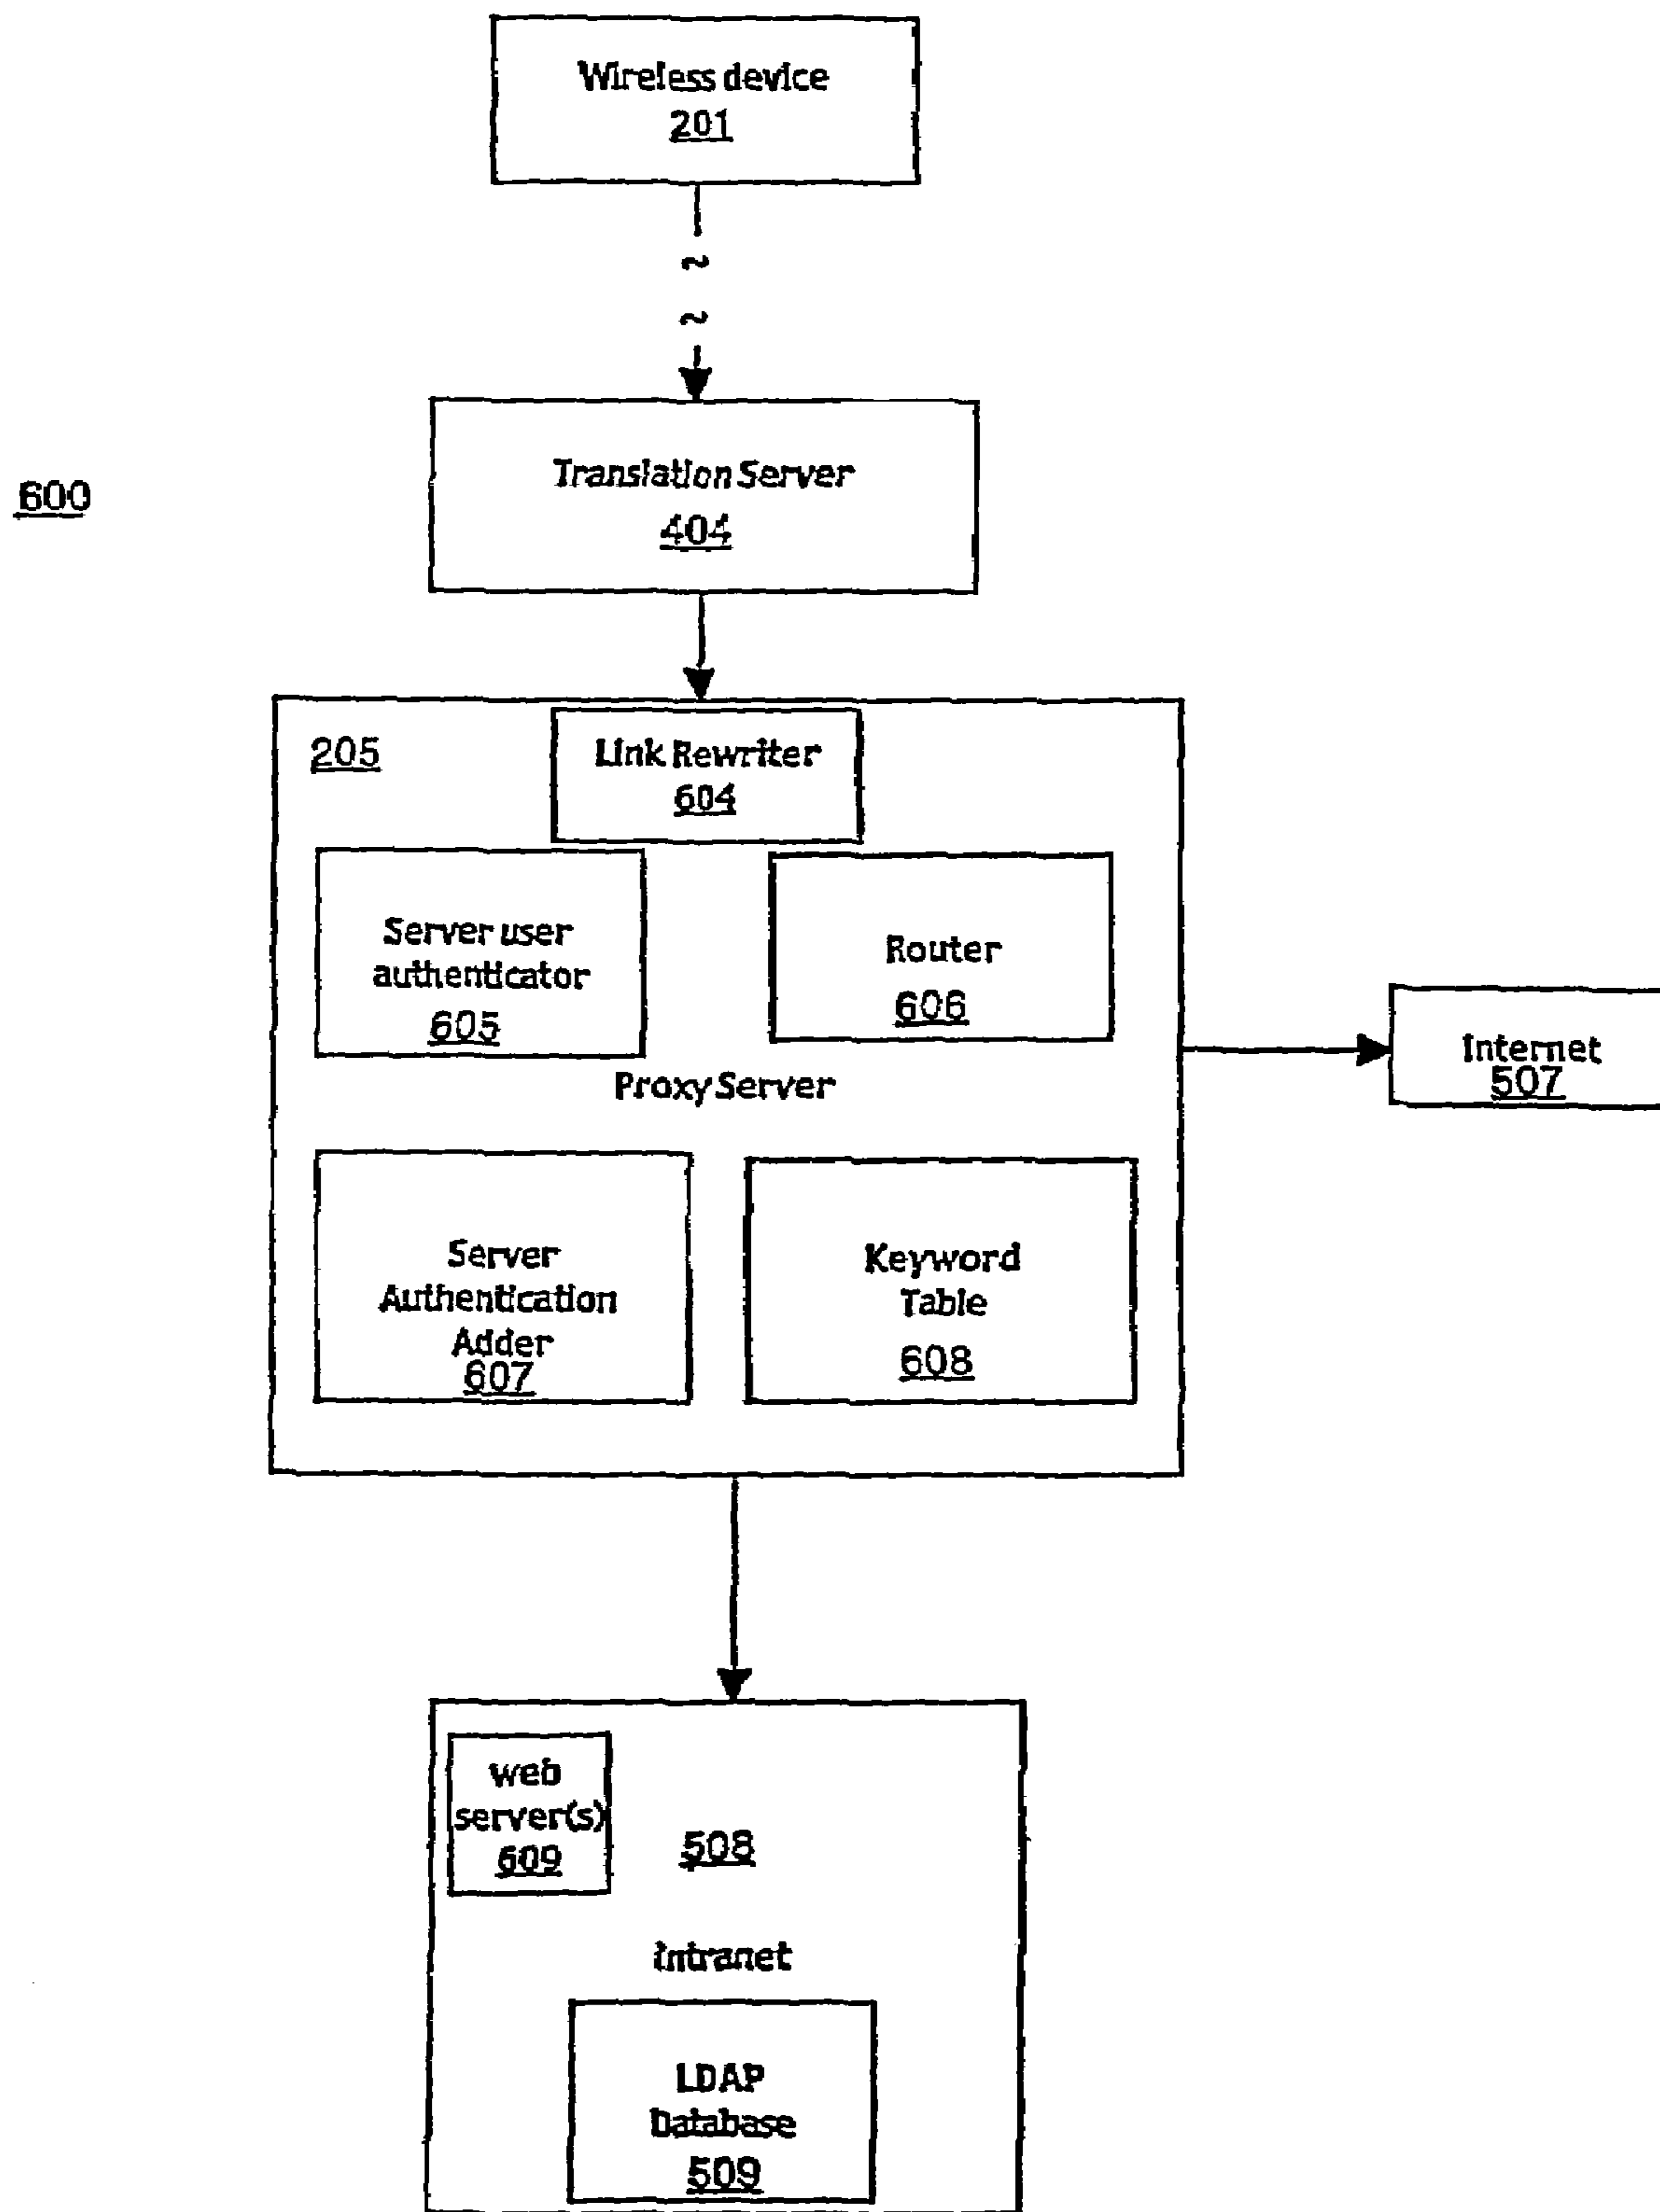 Wireless device
201
600
Translation Server
404
205
Link Rewriter
604
Server user
authenticator
605
Router
606
Proxy Server
Internet
507
Server
Authentication
Adder
607
Keyword
Table
608
web
server(s)
609
508
Intranet
LDAP
Database
509